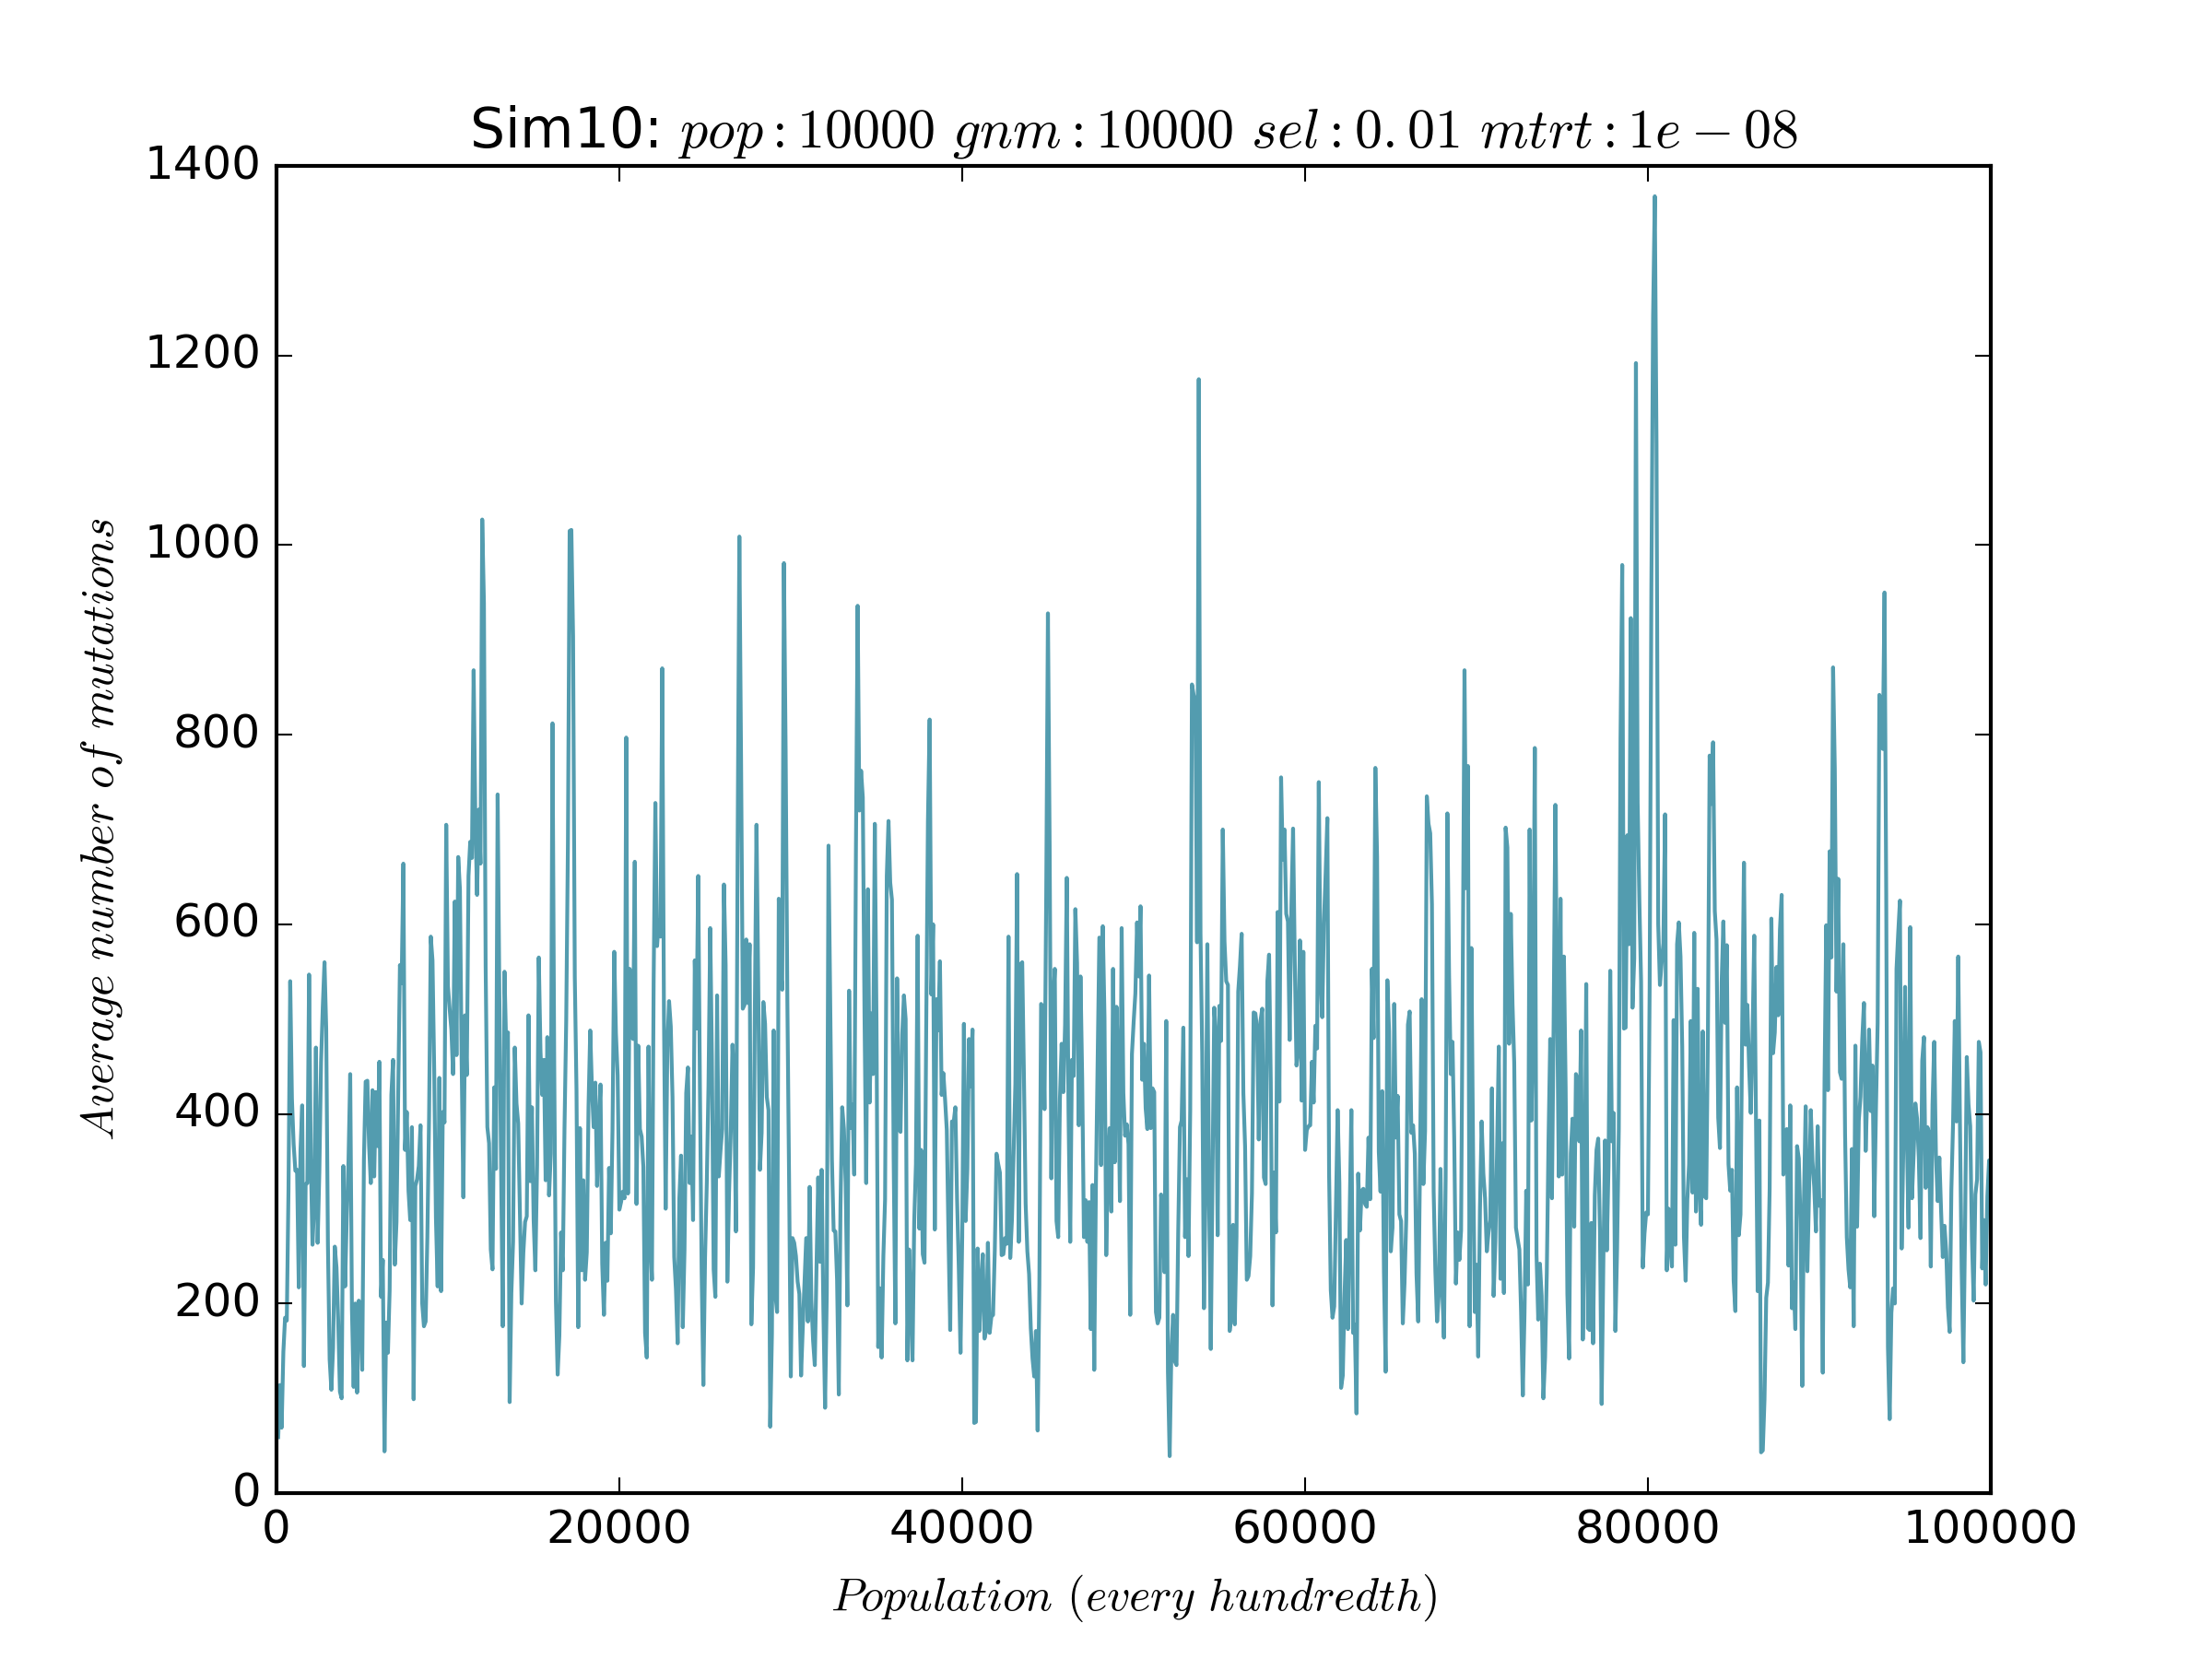 Sim10: pop : 10000 gnm : 10000 sel : 0.01 mtrt : 1e − 08
1400
1200
1000
800
600
400
200
0
Average number of mutations
0 20000 40000 60000 80000 100000
Population (every hundredth)